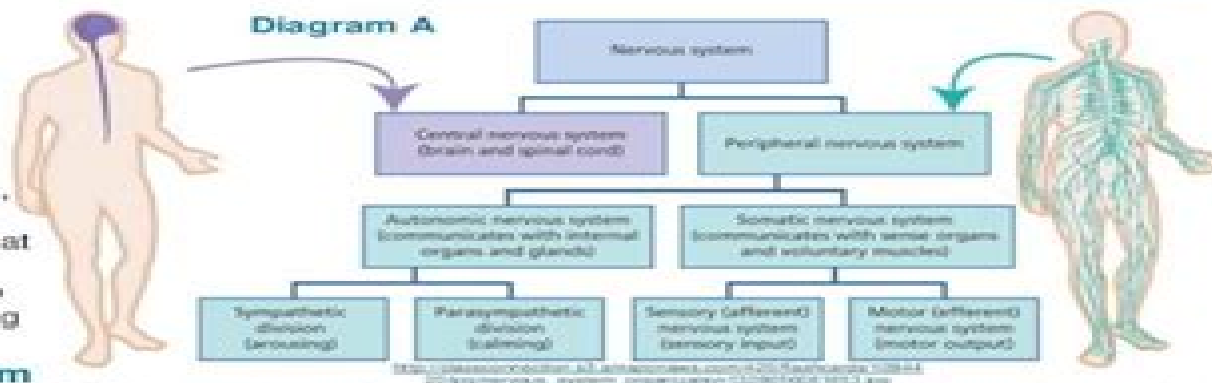 Diagram A
Nervous system
Central nervous system
(brain and spinal cord)
Peripheral nervous system
at
g
m
Autonomic nervous system
(communicates with internal
organs and glands)
Somatic nervous system
(communicates with sense organs
and voluntary muscles)
Sympathetic
division
(arousing)
Parasympathetic
division
(calming)
Sensory (afferent)
nervous system
(sensory input)
Motor (efferent)
nervous system
(motor output)